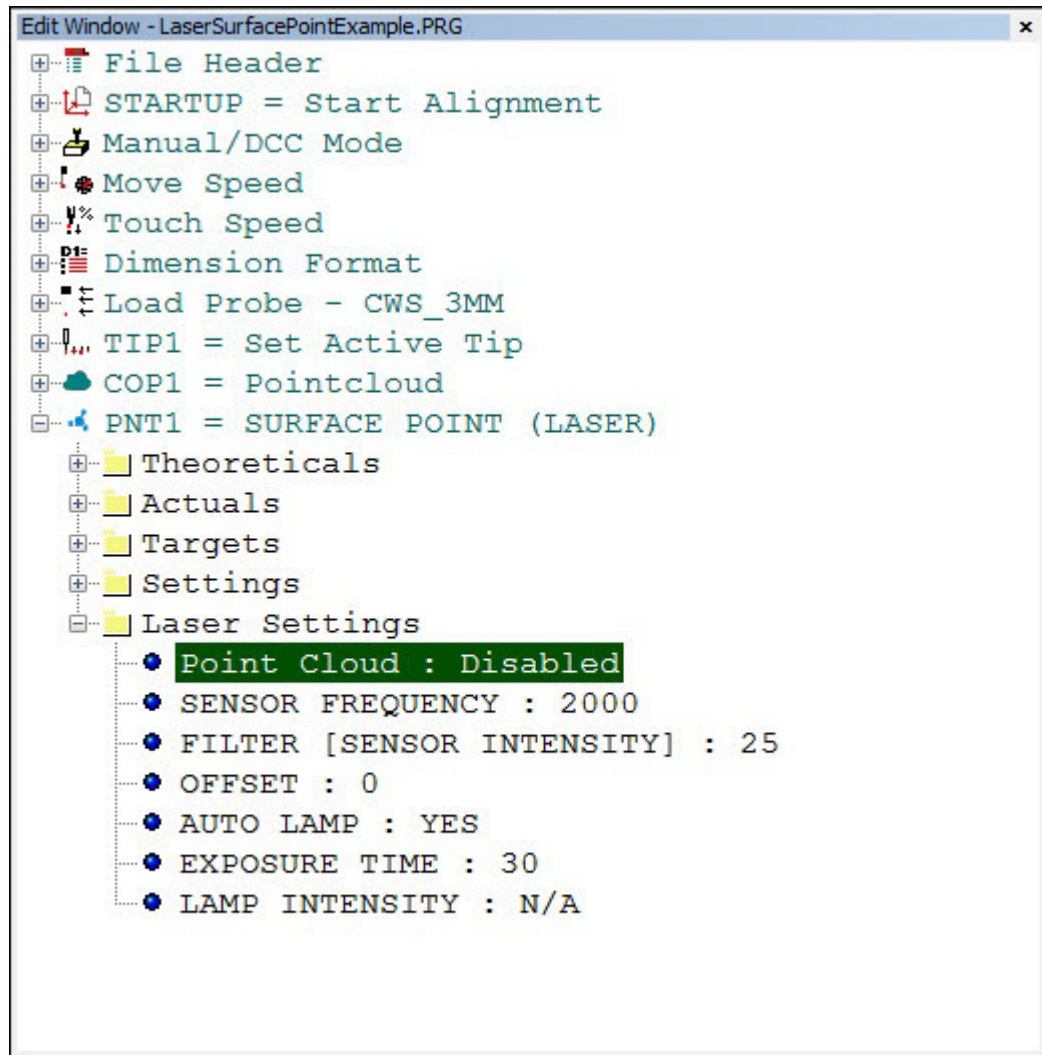 Edit Window - LaserSurfacePointExample.PRG x
File Header
STARTUP = Start Alignment
Manual/DCC Mode
Move Speed
Touch Speed
Dimension Format
Load Probe - CWS_3MM
TIP1 = Set Active Tip
COP1 = Pointcloud
PNT1 = SURFACE POINT (LASER)
Theoreticals
Actuals
Targets
Settings
Laser Settings
Point Cloud : Disabled
SENSOR FREQUENCY : 2000
FILTER [SENSOR INTENSITY] : 25
OFFSET : 0
AUTO LAMP : YES
EXPOSURE TIME : 30
LAMP INTENSITY : N/A